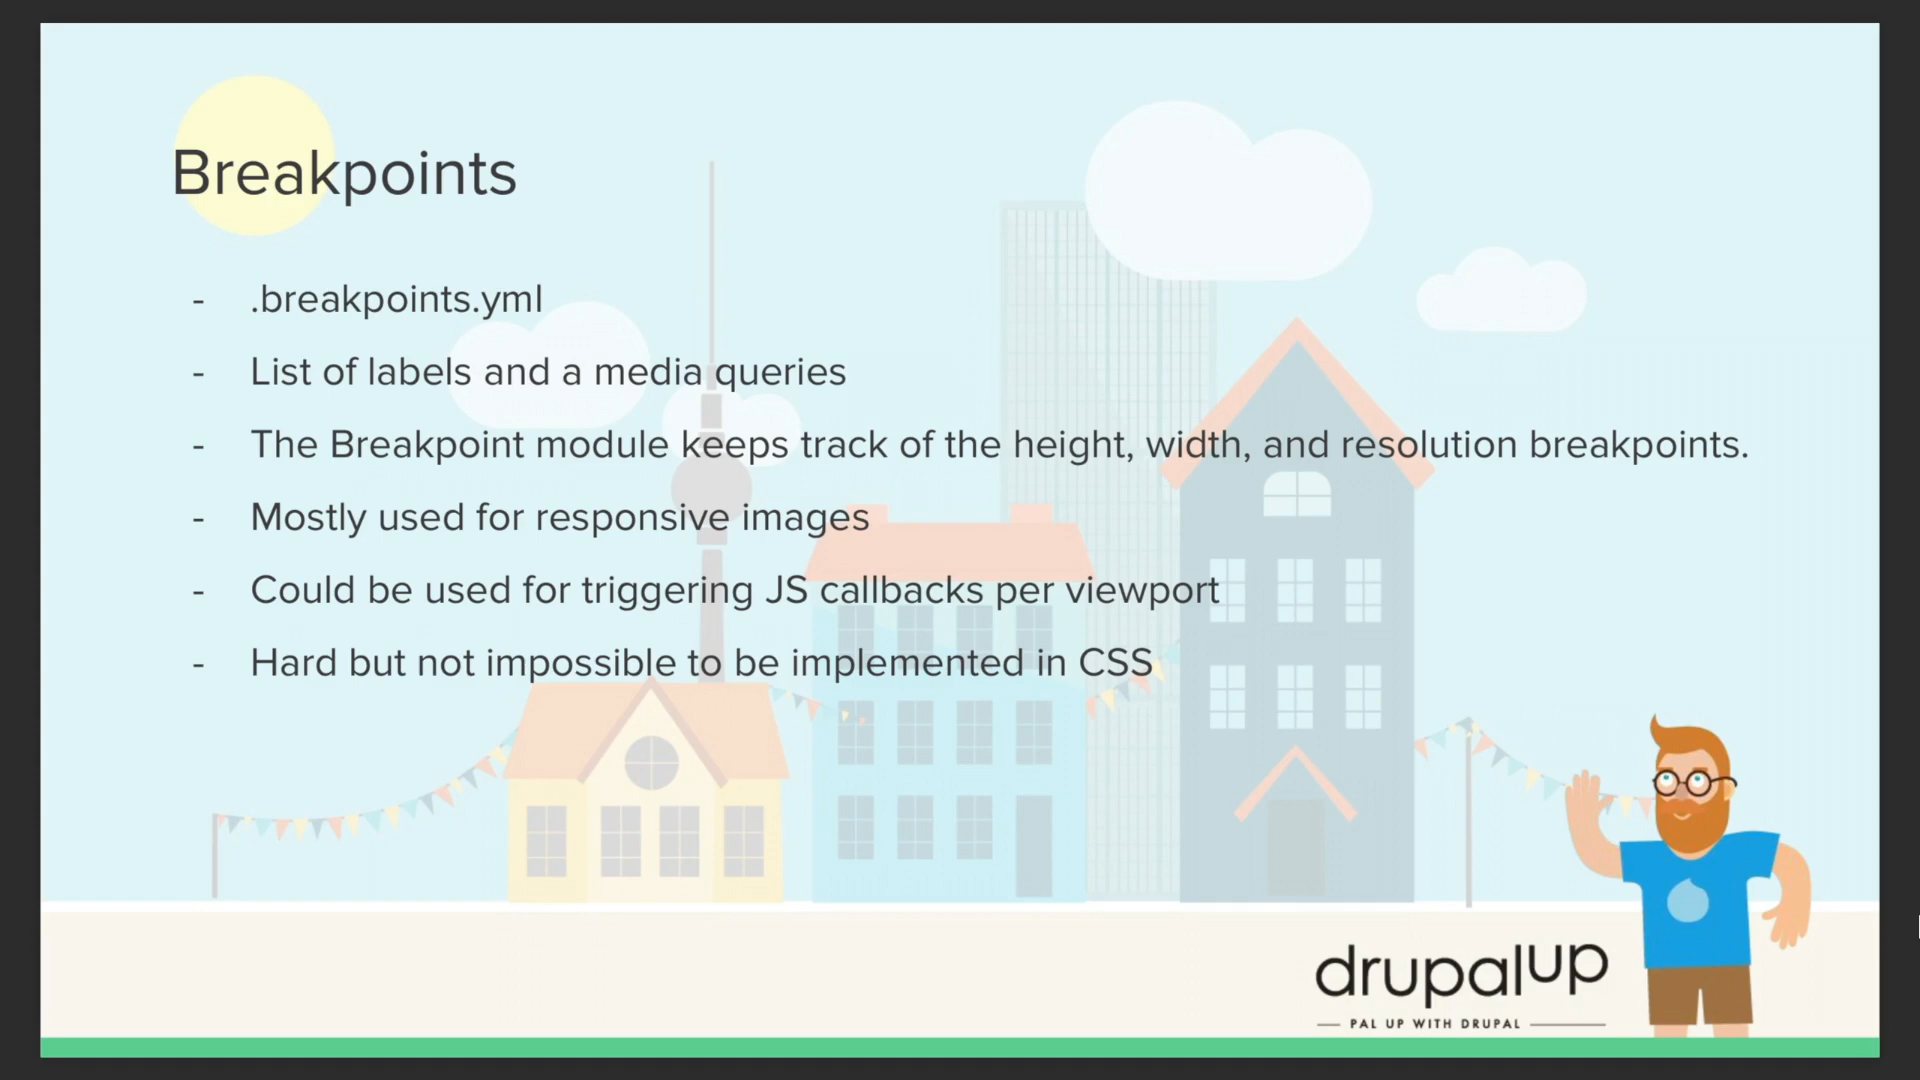 Breakpoints
- .breakpoints.yml
- List of labels and a media queries
- The Breakpoint module keeps track of the height, width, and resolution breakpoints.
- Mostly used for responsive images
- Could be used for triggering JS callbacks per viewport
- Hard but not impossible to be implemented in CSS
drupalup
PAL UP WITH DRUPAL